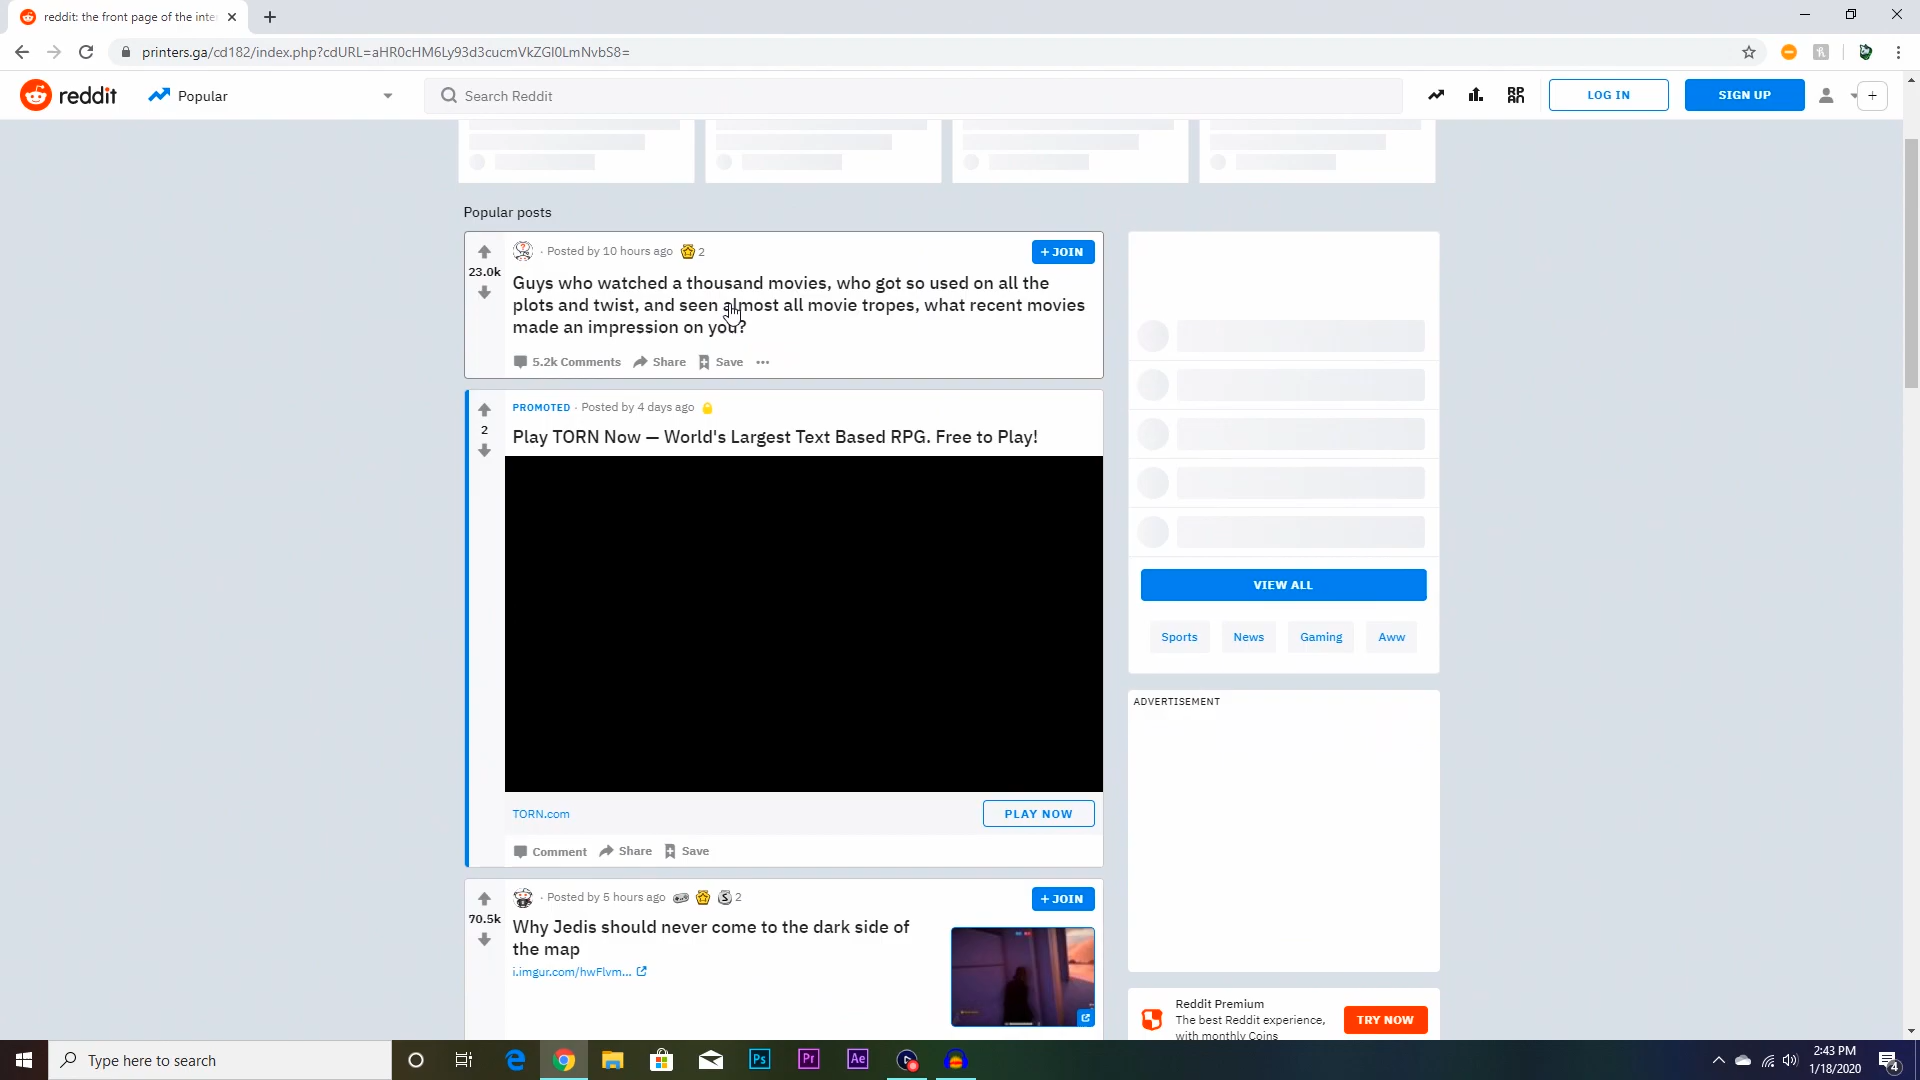 reddit: the front page of the inte
printers.ga/cd182/index.php?cdURL=aHR0cHM6Ly93d3cucmVkZGl0LmNvbS8=
reddit
Popular
Search Reddit
LOG IN
SIGN UP
Popular posts
· Posted by 10 hours ago 2
+ JOIN
23.0k
Guys who watched a thousand movies, who got so used on all the
plots and twist, and seen almost all movie tropes, what recent movies
made an impression on you?
5.2k Comments Share Save
PROMOTED · Posted by 4 days ago
2
Play TORN Now — World's Largest Text Based RPG. Free to Play!
TORN.com
PLAY NOW
Comment Share Save
· Posted by 5 hours ago 2
+ JOIN
70.5k
Why Jedis should never come to the dark side of
the map
i.imgur.com/hwFlvm...
VIEW ALL
Sports News Gaming Aww
ADVERTISEMENT
Reddit Premium
The best Reddit experience,
with monthly Coins
TRY NOW
Type here to search
Ps Pr Ae
2:43 PM
1/18/2020
4